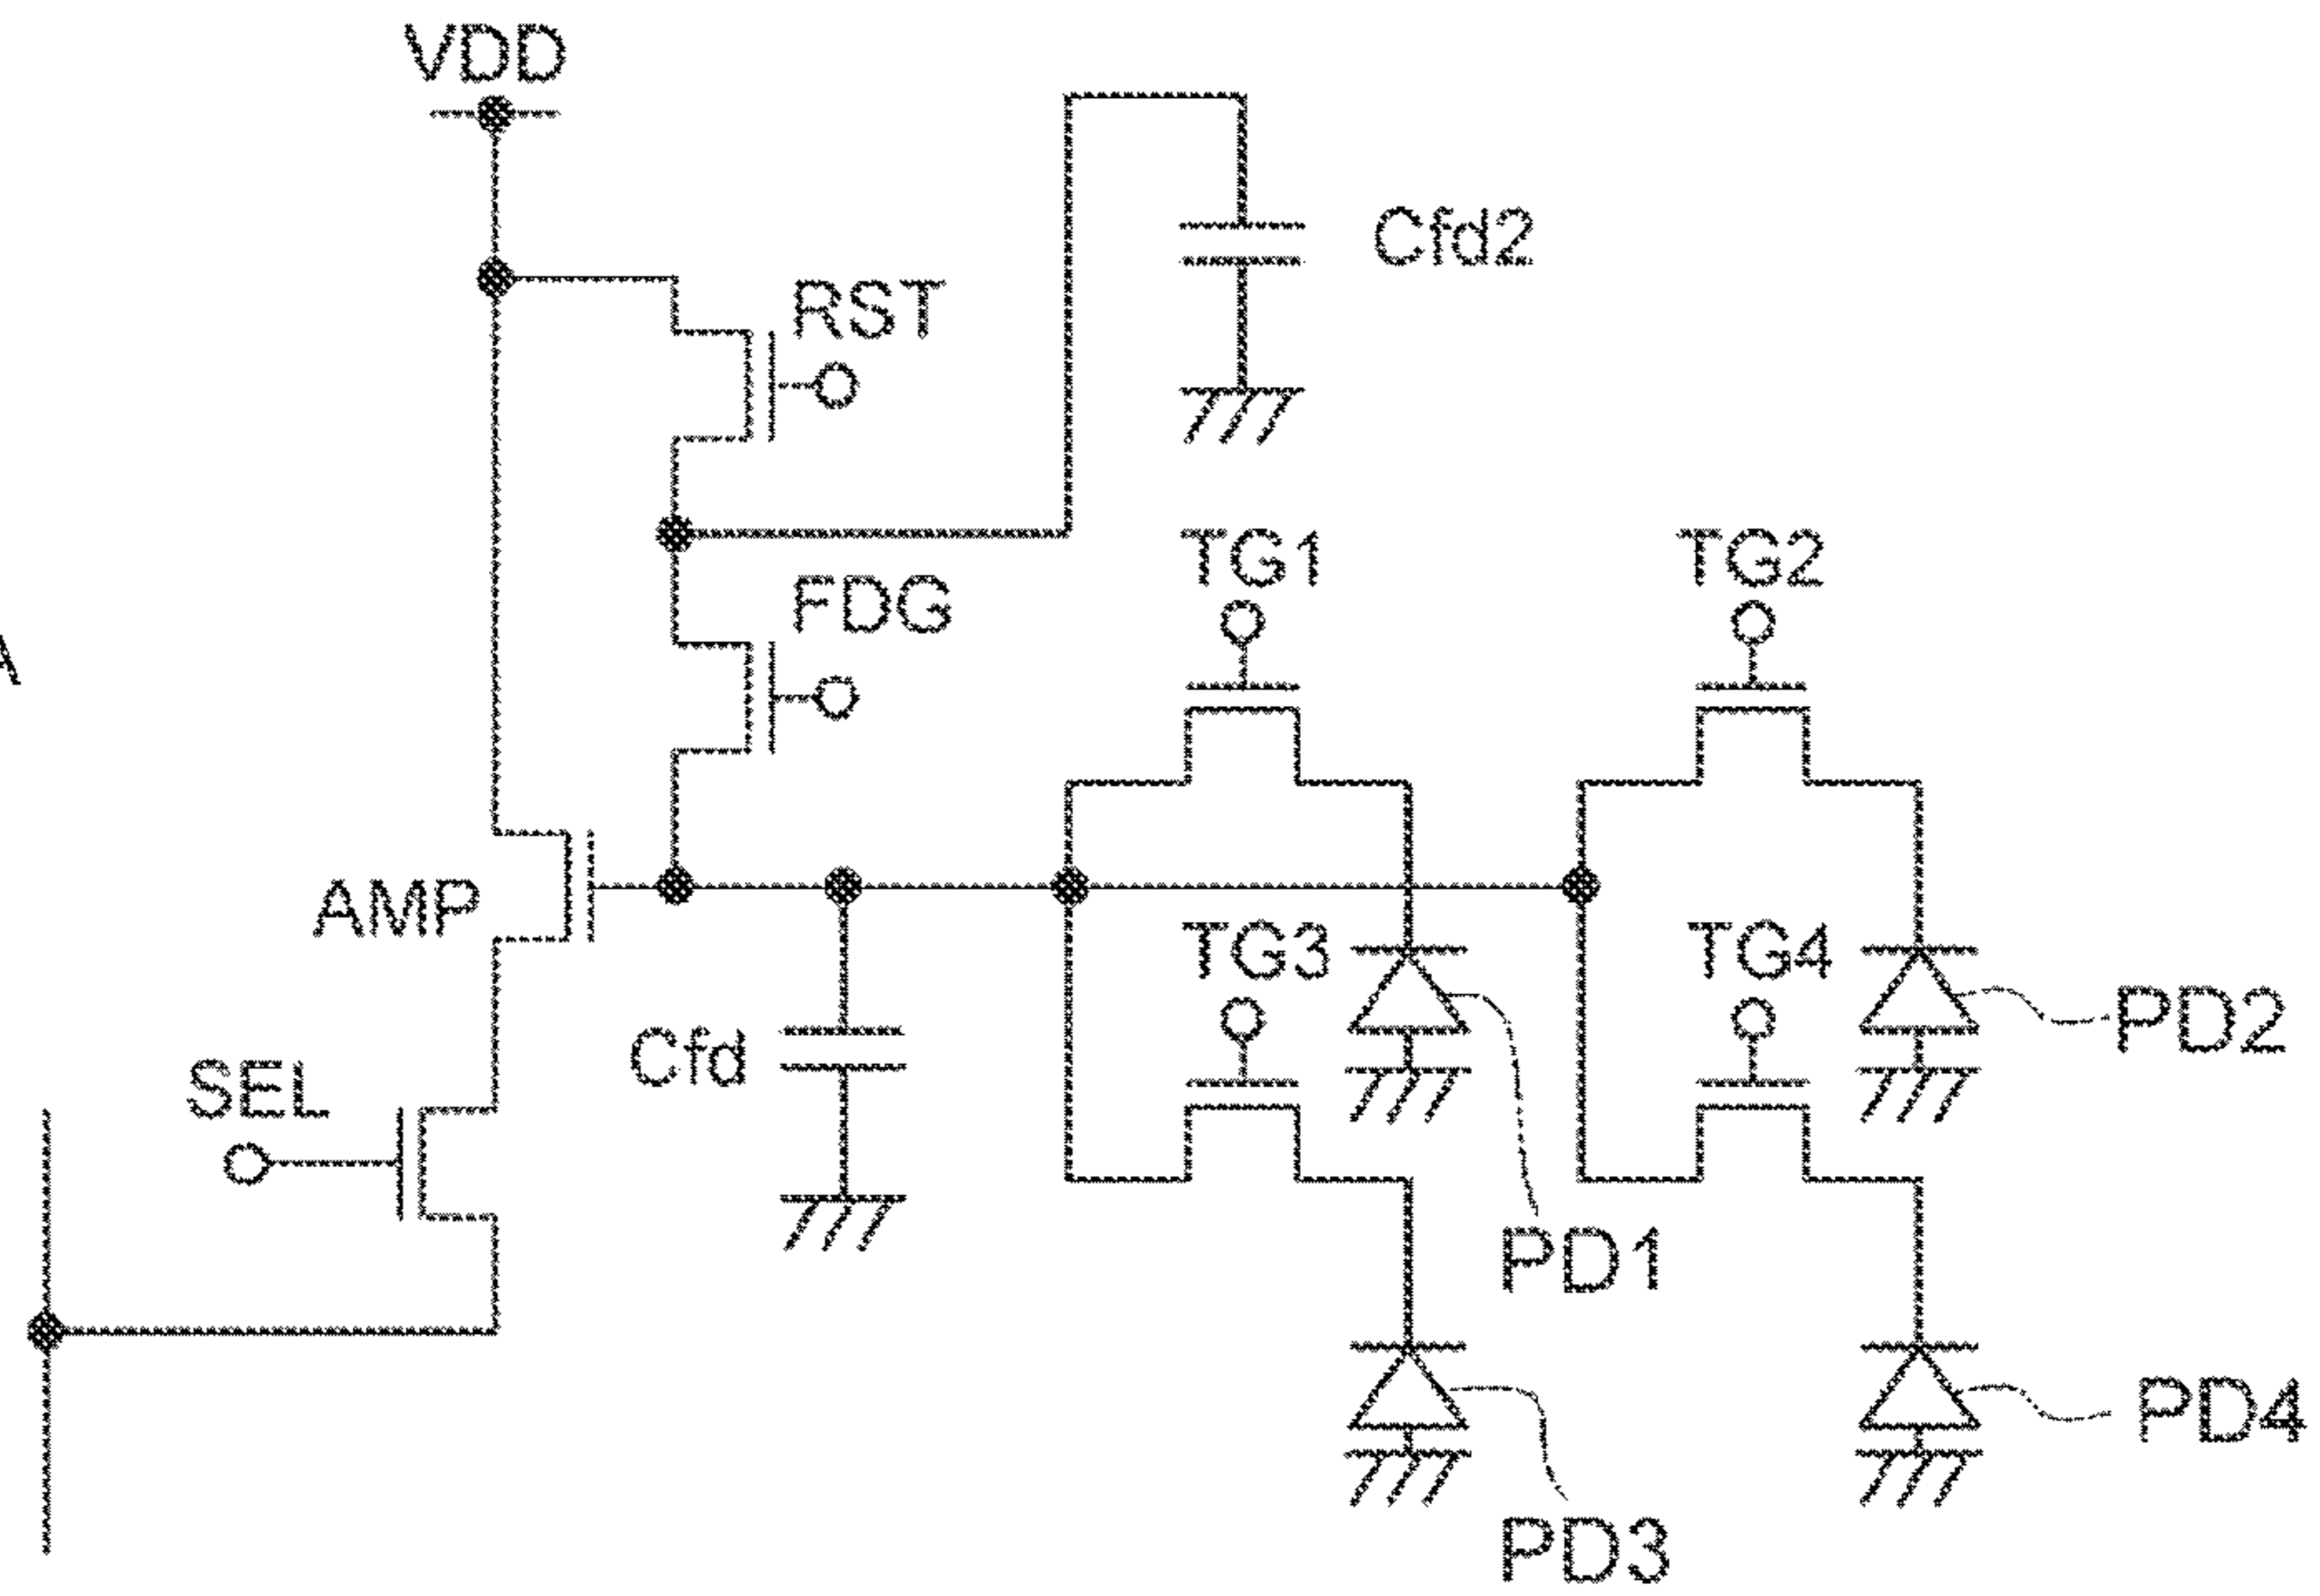 VDD
Cfd2
RST
TG1
TG2
FDG
A
AMP
TG3
TG4
PD2
Cfd
SEL
PD1
PD4
PD3